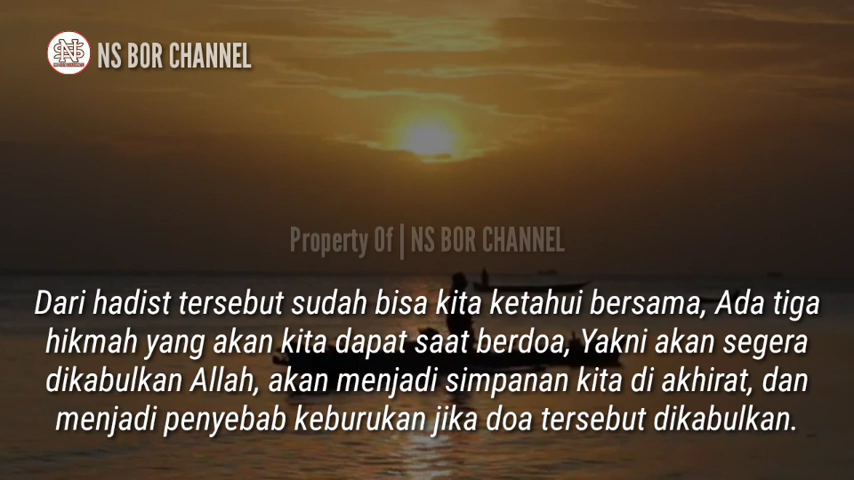 NS BOR CHANNEL
Property Of | NS BOR CHANNEL
Dari hadist tersebut sudah bisa kita ketahui bersama, Ada tiga
hikmah yang akan kita dapat saat berdoa, Yakni akan segera
dikabulkan Allah, akan menjadi simpanan kita di akhirat, dan
menjadi penyebab keburukan jika doa tersebut dikabulkan.